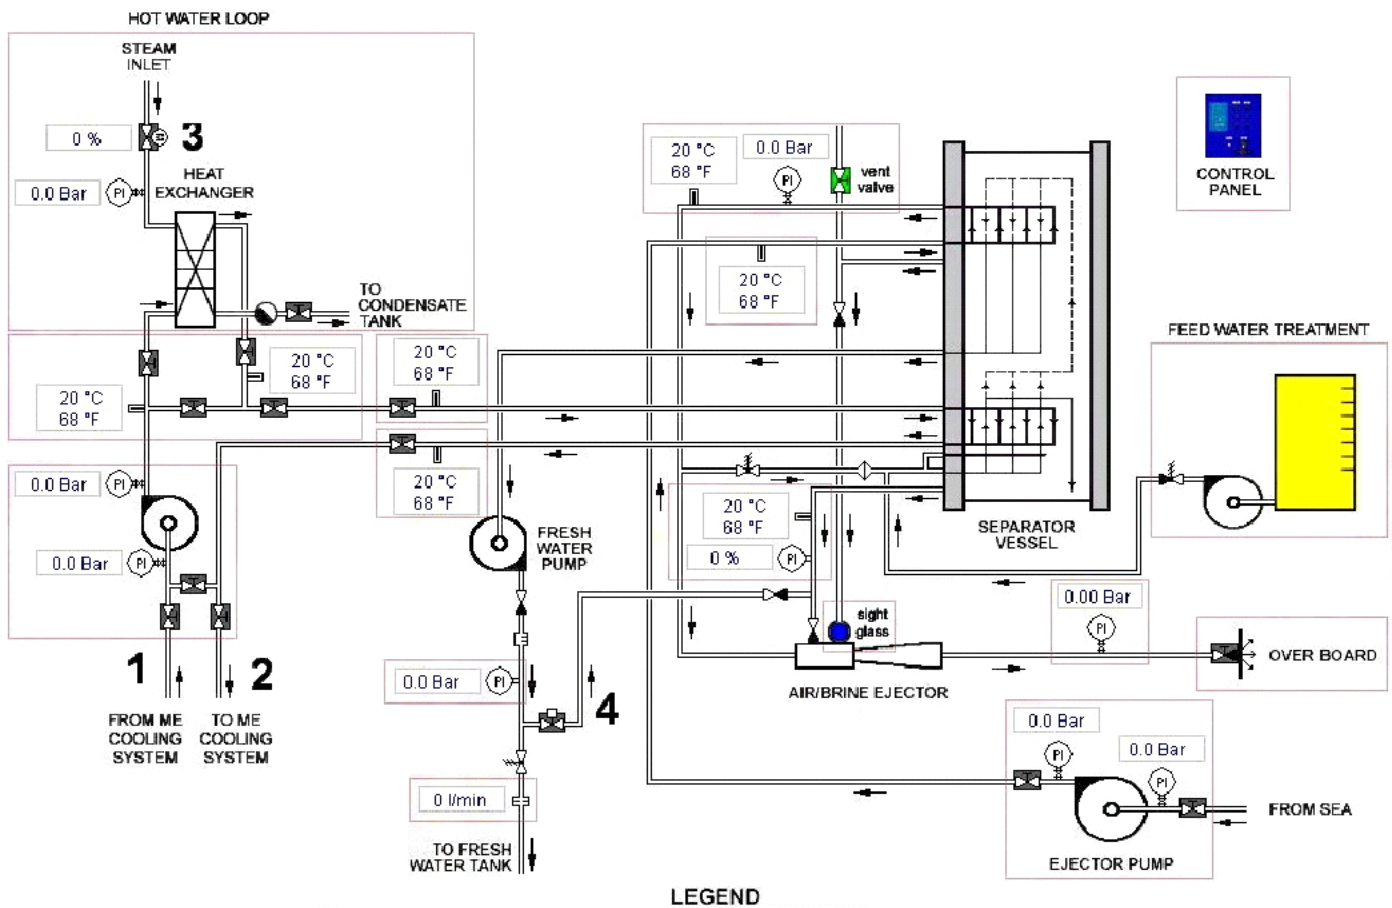 HOT WATER LOOP
STEAM
INLET
0 %
3
HEAT
EXCHANGER
0.0 Bar
PI
TO
CONDENSATE
TANK
20 °C
68 °F
20 °C
68 °F
20 °C
68 °F
20 °C
68 °F
0.0 Bar
PI
0.0 Bar
PI
1
2
FROM ME
COOLING
SYSTEM
TO ME
COOLING
SYSTEM
FRESH
WATER
PUMP
0.0 Bar
PI
4
0 l/min
TO FRESH
WATER TANK
20 °C
68 °F
0.0 Bar
PI
vent
valve
20 °C
68 °F
20 °C
68 °F
0 %
PI
sight
glass
AIR/BRINE EJECTOR
SEPARATOR
VESSEL
CONTROL
PANEL
FEED WATER TREATMENT
0.00 Bar
PI
OVER BOARD
0.0 Bar
PI
0.0 Bar
PI
FROM SEA
EJECTOR PUMP
LEGEND